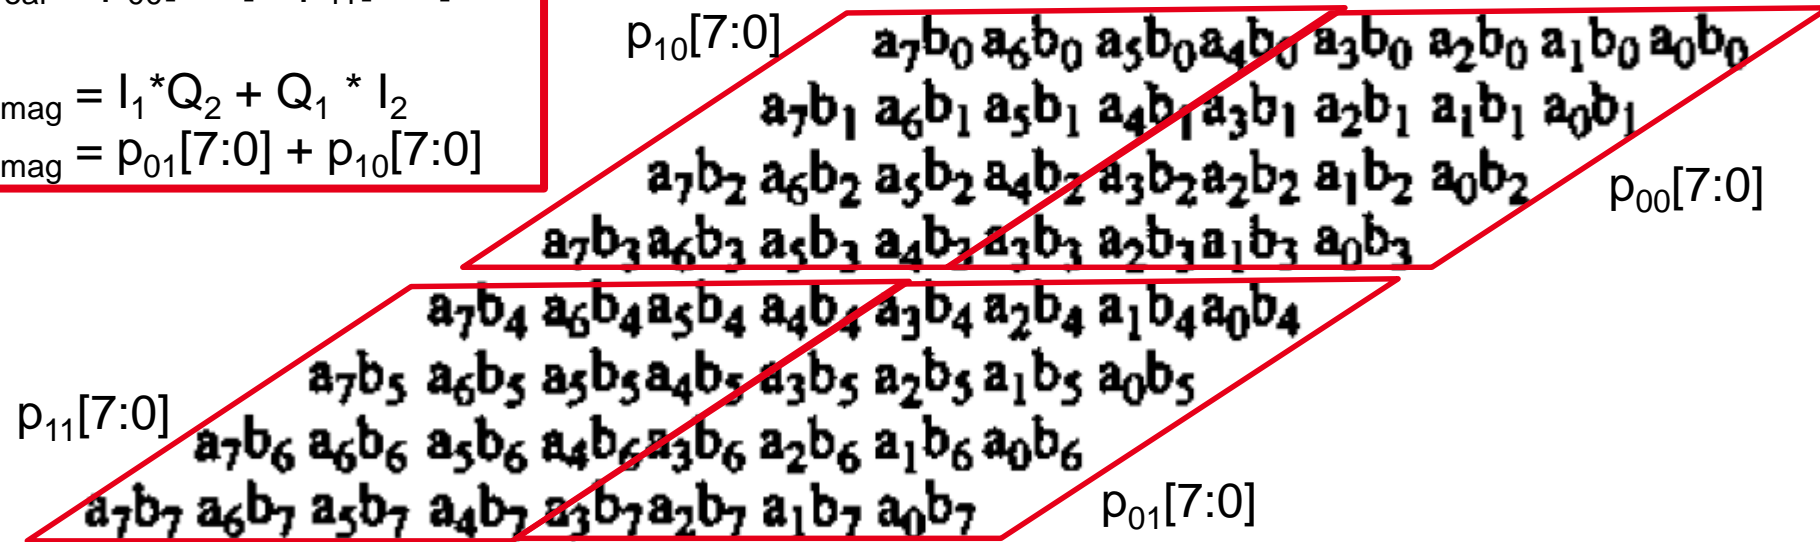 mag = I₁*Q₂ + Q₁ * I₂
mag = p₀₁[7:0] + p₁₀[7:0]
p₁₀[7:0]
a₇b₀ a₆b₀ a₅b₀ a₄b₀ a₃b₀ a₂b₀ a₁b₀ a₀b₀
a₇b₁ a₆b₁ a₅b₁ a₄b₁ a₃b₁ a₂b₁ a₁b₁ a₀b₁
a₇b₂ a₆b₂ a₅b₂ a₄b₂ a₃b₂ a₂b₂ a₁b₂ a₀b₂
p₀₀[7:0]
a₇b₃ a₆b₃ a₅b₃ a₄b₃ a₃b₃ a₂b₃ a₁b₃ a₀b₃
a₇b₄ a₆b₄ a₅b₄ a₄b₄ a₃b₄ a₂b₄ a₁b₄ a₀b₄
a₇b₅ a₆b₅ a₅b₅ a₄b₅ a₃b₅ a₂b₅ a₁b₅ a₀b₅
p₁₁[7:0]
a₇b₆ a₆b₆ a₅b₆ a₄b₆ a₃b₆ a₂b₆ a₁b₆ a₀b₆
a₇b₇ a₆b₇ a₅b₇ a₄b₇ a₃b₇ a₂b₇ a₁b₇ a₀b₇
p₀₁[7:0]